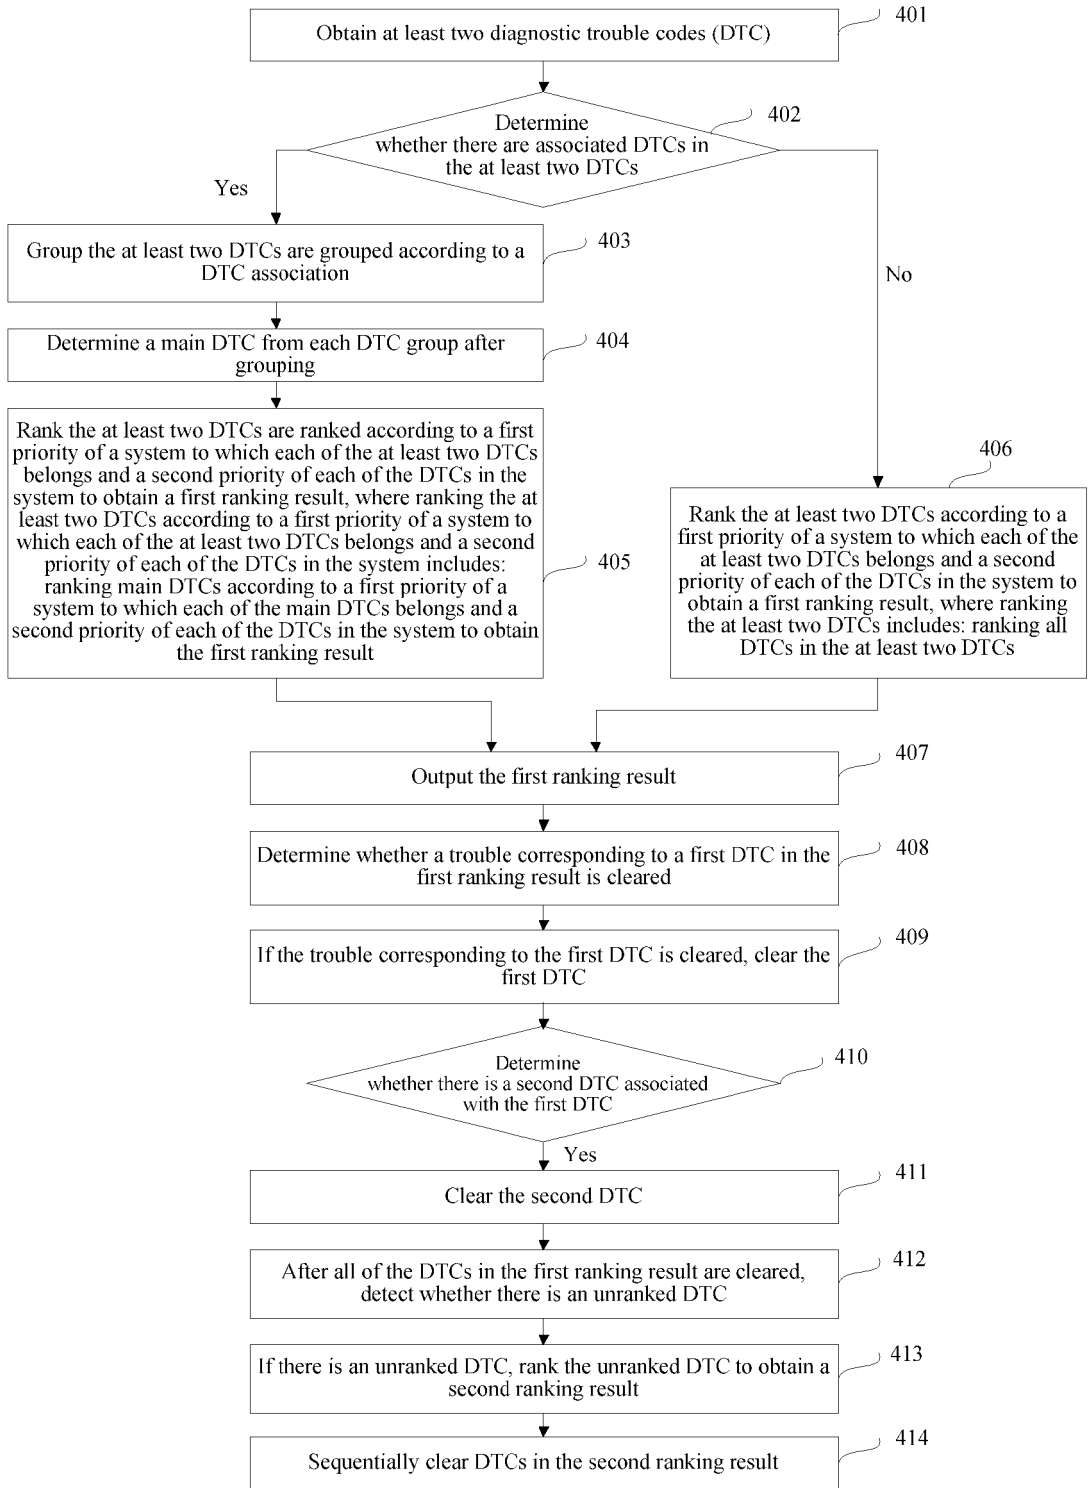 Obtain at least two diagnostic trouble codes (DTC)
401
Determine
whether there are associated DTCs in
the at least two DTCs
402
Yes
No
Group the at least two DTCs are grouped according to a
DTC association
403
Determine a main DTC from each DTC group after
grouping
404
Rank the at least two DTCs are ranked according to a first
priority of a system to which each of the at least two DTCs
belongs and a second priority of each of the DTCs in the
system to obtain a first ranking result, where ranking the at
least two DTCs according to a first priority of a system to
which each of the at least two DTCs belongs and a second
priority of each of the DTCs in the system includes:
ranking main DTCs according to a first priority of a
system to which each of the main DTCs belongs and a
second priority of each of the DTCs in the system to obtain
the first ranking result
405
406
Rank the at least two DTCs according to a
first priority of a system to which each of the
at least two DTCs belongs and a second
priority of each of the DTCs in the system to
obtain a first ranking result, where ranking
the at least two DTCs includes: ranking all
DTCs in the at least two DTCs
Output the first ranking result
407
Determine whether a trouble corresponding to a first DTC in the
first ranking result is cleared
408
If the trouble corresponding to the first DTC is cleared, clear the
first DTC
409
Determine
whether there is a second DTC associated
with the first DTC
410
Yes
Clear the second DTC
411
After all of the DTCs in the first ranking result are cleared,
detect whether there is an unranked DTC
412
If there is an unranked DTC, rank the unranked DTC to obtain a
second ranking result
413
Sequentially clear DTCs in the second ranking result
414